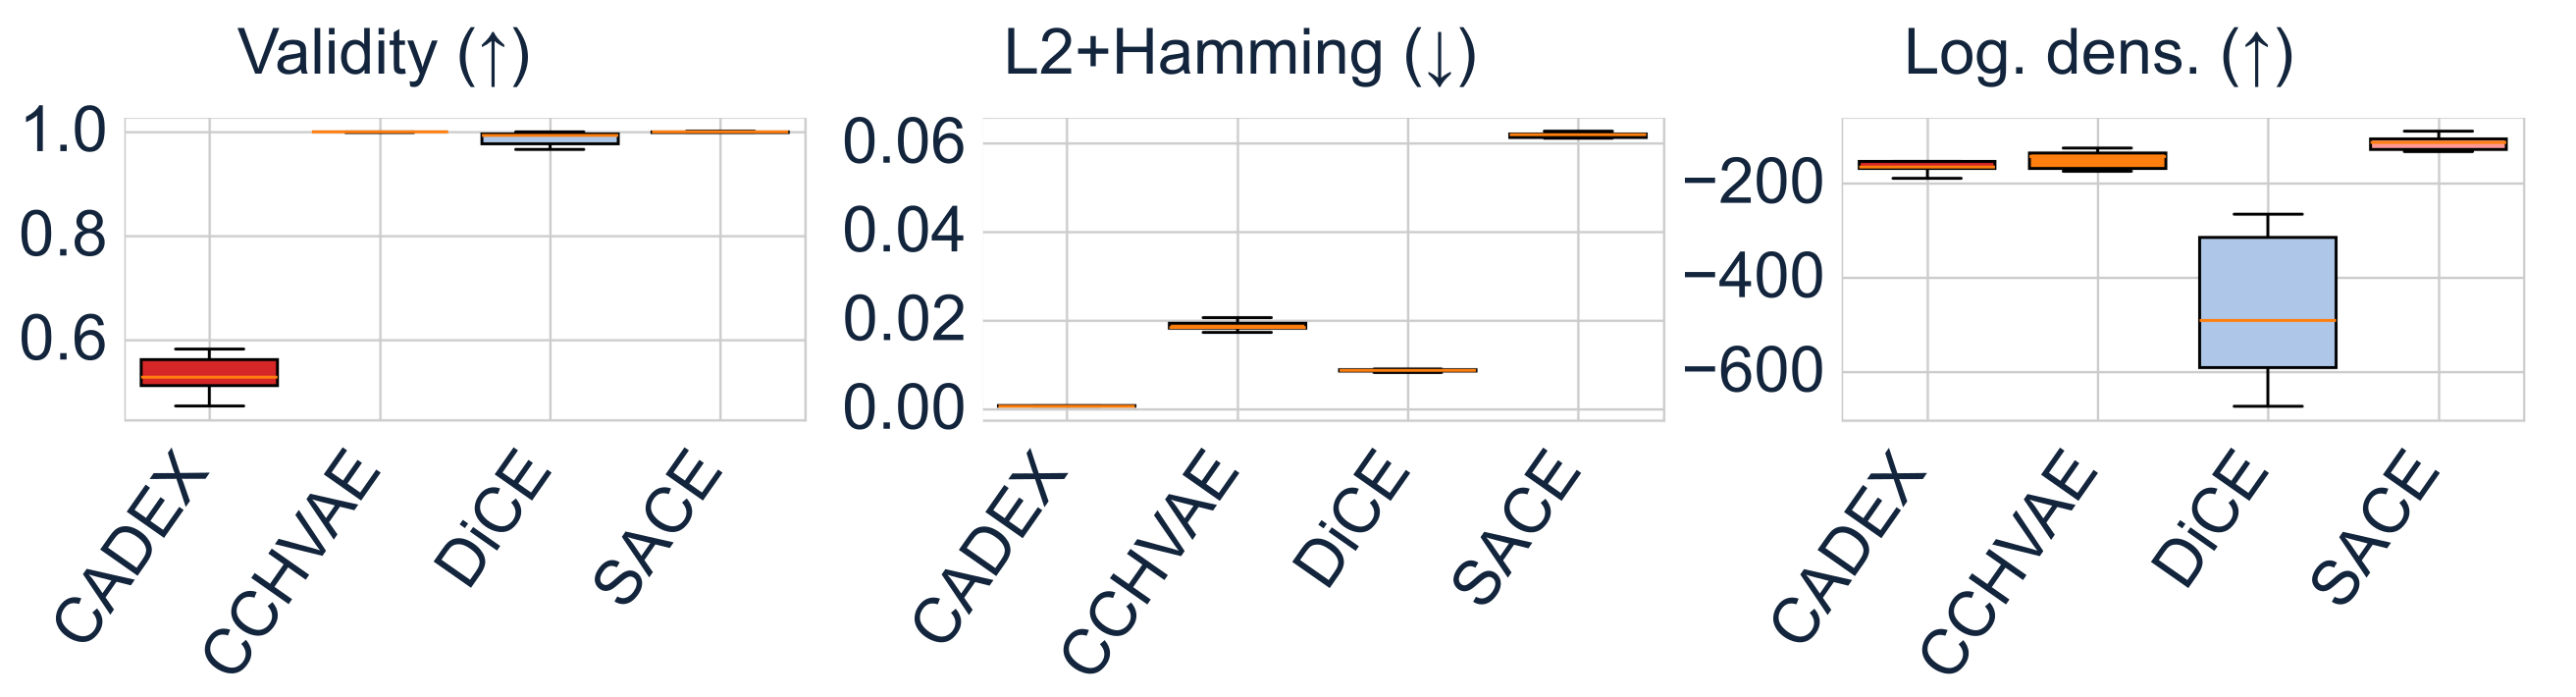 Validity (↑)
1.0
0.8
0.6
CADEX
CCHVAE
DiCE
SACE
L2+Hamming (↓)
0.06
0.04
0.02
0.00
CADEX
CCHVAE
DiCE
SACE
Log. dens. (↑)
−200
−400
−600
CADEX
CCHVAE
DiCE
SACE